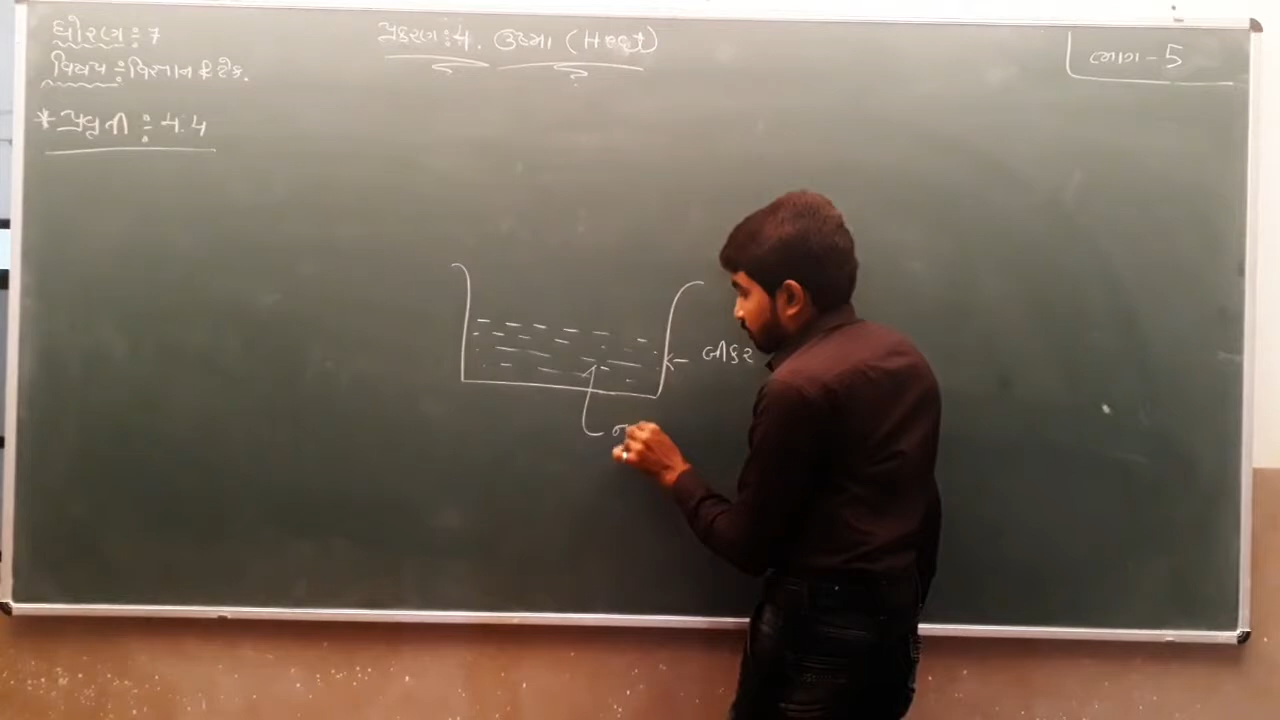 ધોરણ : 7
પ્રકરણ : 4. ઉષ્મા (Heat)
ભાગ - 5
વિષય : વિજ્ઞાન &
* પ્રવૃત્તી : 4.4
બીકર